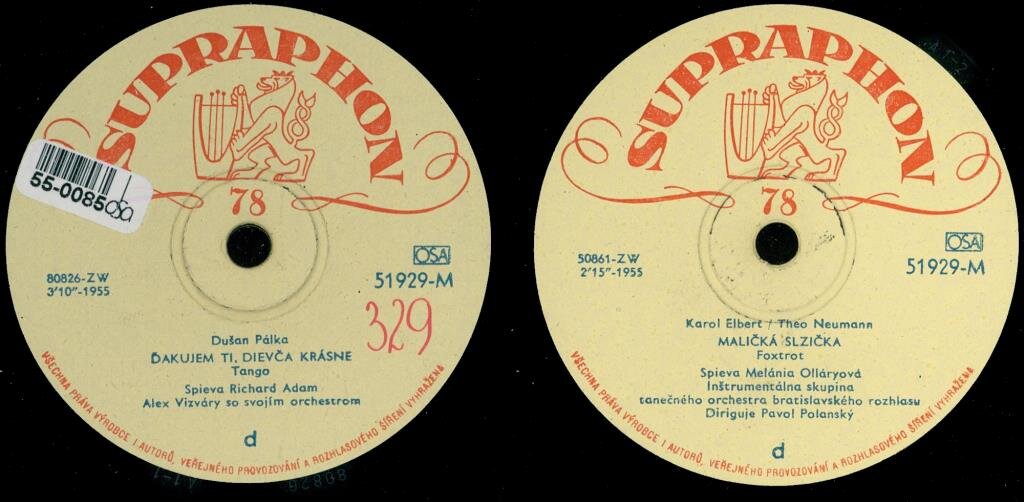 SUPRAPHON
55-0085 osa
78
OSA
80826-ZW
3'10"-1955
51929-M
329
Dušan Pálka
ĎAKUJEM TI, DIEVČA KRÁSNE
Tango
Spieva Richard Adam
Alex Vizváry so svojím orchestrom
d
VŠECHNA PRÁVA VÝROBCE I AUTORŮ, VEŘEJNÉHO PROVOZOVÁNÍ A ROZHLASOVÉHO ŠÍŘENÍ VYHRAŽENA
80826
SUPRAPHON
78
OSA
50861-ZW
2'15"-1955
51929-M
Karol Elbert / Theo Neumann
MALIČKÁ SLZIČKA
Foxtrot
Spieva Melánia Olláryová
Inštrumentálna skupina
tanečného orchestra bratislavského rozhlasu
Diriguje Pavol Polanský
d
VŠECHNA PRÁVA VÝROBCE I AUTORŮ, VEŘEJNÉHO PROVOZOVÁNÍ A ROZHLASOVÉHO ŠÍŘENÍ VYHRAŽENA